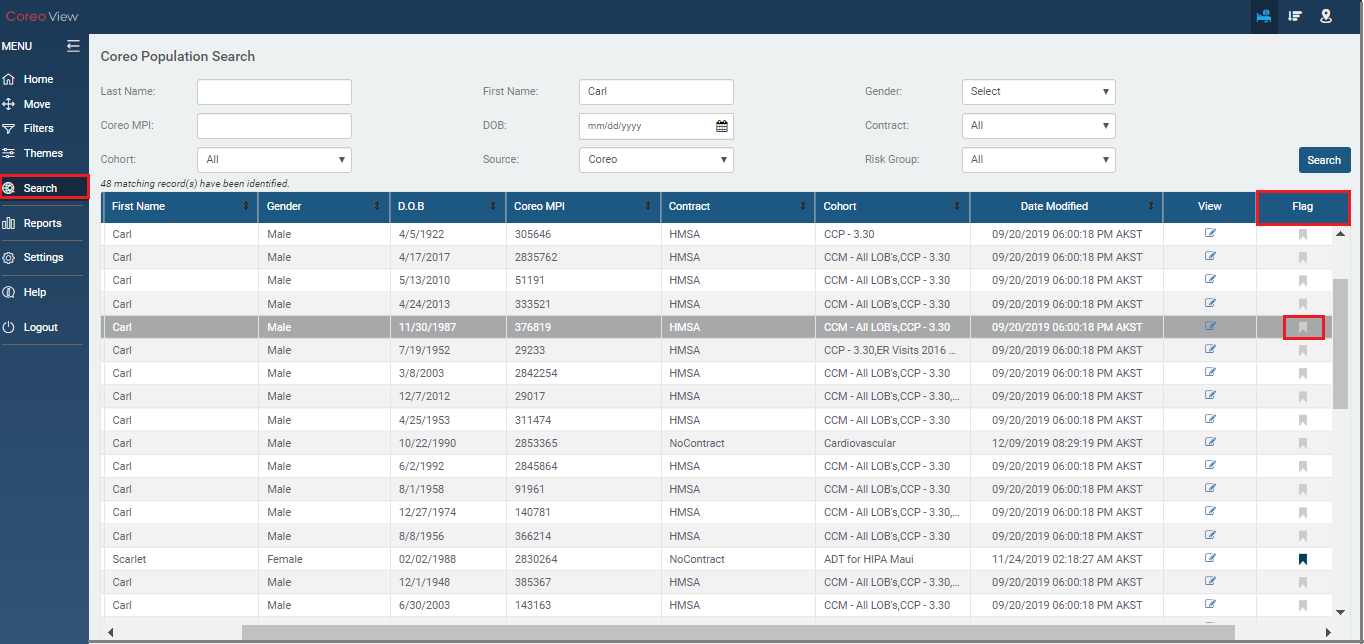 Coreo View
MENU
Home
Move
Filters
Themes
Search
Reports
Settings
Help
Logout
Coreo Population Search
Last Name: First Name: Carl Gender: Select
Coreo MPI: DOB: mm/dd/yyyy Contract: All
Cohort: All Source: Coreo Risk Group: All Search
48 matching record(s) have been identified.
First Name Gender D.O.B Coreo MPI Contract Cohort Date Modified View Flag
Carl Male 4/5/1922 305646 HMSA CCP - 3.30 09/20/2019 06:00:18 PM AKST
Carl Male 4/17/2017 2835762 HMSA CCM - All LOB's,CCP - 3.30 09/20/2019 06:00:18 PM AKST
Carl Male 5/13/2010 51191 HMSA CCM - All LOB's,CCP - 3.30 09/20/2019 06:00:18 PM AKST
Carl Male 4/24/2013 333521 HMSA CCM - All LOB's,CCP - 3.30 09/20/2019 06:00:18 PM AKST
Carl Male 11/30/1987 376819 HMSA CCM - All LOB's,CCP - 3.30 09/20/2019 06:00:18 PM AKST
Carl Male 7/19/1952 29233 HMSA CCP - 3.30,ER Visits 2016 ... 09/20/2019 06:00:18 PM AKST
Carl Male 3/8/2003 2842254 HMSA CCM - All LOB's,CCP - 3.30 09/20/2019 06:00:18 PM AKST
Carl Male 12/7/2012 29017 HMSA CCM - All LOB's,CCP - 3.30,... 09/20/2019 06:00:18 PM AKST
Carl Male 4/25/1953 311474 HMSA CCM - All LOB's,CCP - 3.30 09/20/2019 06:00:18 PM AKST
Carl Male 10/22/1990 2853365 NoContract Cardiovascular 12/09/2019 08:29:19 PM AKST
Carl Male 6/2/1992 2845864 HMSA CCM - All LOB's,CCP - 3.30 09/20/2019 06:00:18 PM AKST
Carl Male 8/1/1958 91961 HMSA CCM - All LOB's,CCP - 3.30 09/20/2019 06:00:18 PM AKST
Carl Male 12/27/1974 140781 HMSA CCM - All LOB's,CCP - 3.30,... 09/20/2019 06:00:18 PM AKST
Carl Male 8/8/1956 366214 HMSA CCM - All LOB's,CCP - 3.30 09/20/2019 06:00:18 PM AKST
Scarlet Female 02/02/1988 2830264 NoContract ADT for HIPA Maui 11/24/2019 02:18:27 AM AKST
Carl Male 12/1/1948 385367 HMSA CCM - All LOB's,CCP - 3.30,... 09/20/2019 06:00:18 PM AKST
Carl Male 6/30/2003 143163 HMSA CCM - All LOB's,CCP - 3.30 09/20/2019 06:00:18 PM AKST